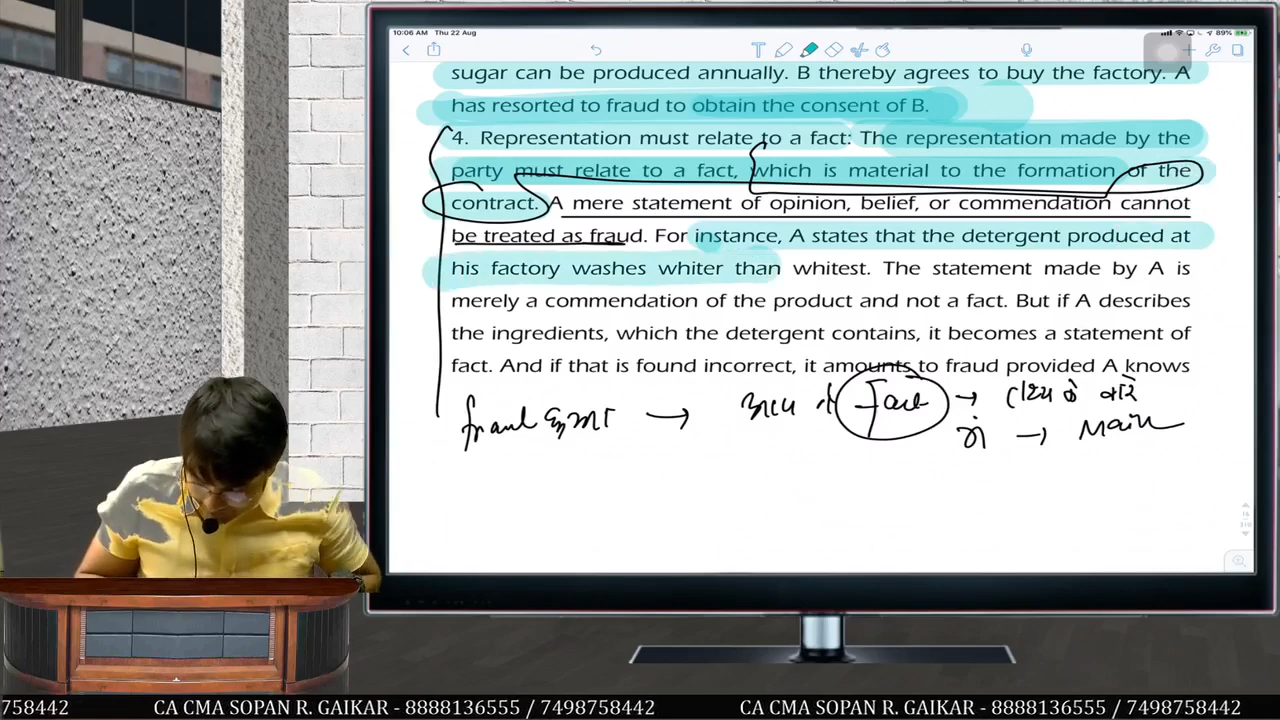 10:06 AM Thu 22 Aug
89%
sugar can be produced annually. B thereby agrees to buy the factory. A
has resorted to fraud to obtain the consent of B.
4. Representation must relate to a fact: The representation made by the
party must relate to a fact, which is material to the formation of the
contract. A mere statement of opinion, belief, or commendation cannot
be treated as fraud. For instance, A states that the detergent produced at
his factory washes whiter than whitest. The statement made by A is
merely a commendation of the product and not a fact. But if A describes
the ingredients, which the detergent contains, it becomes a statement of
fact. And if that is found incorrect, it amounts to fraud provided A knows
fraud → Fact →
→ Main
758442 CA CMA SOPAN R. GAIKAR - 8888136555 / 7498758442 CA CMA SOPAN R. GAIKAR - 8888136555 / 7498758442